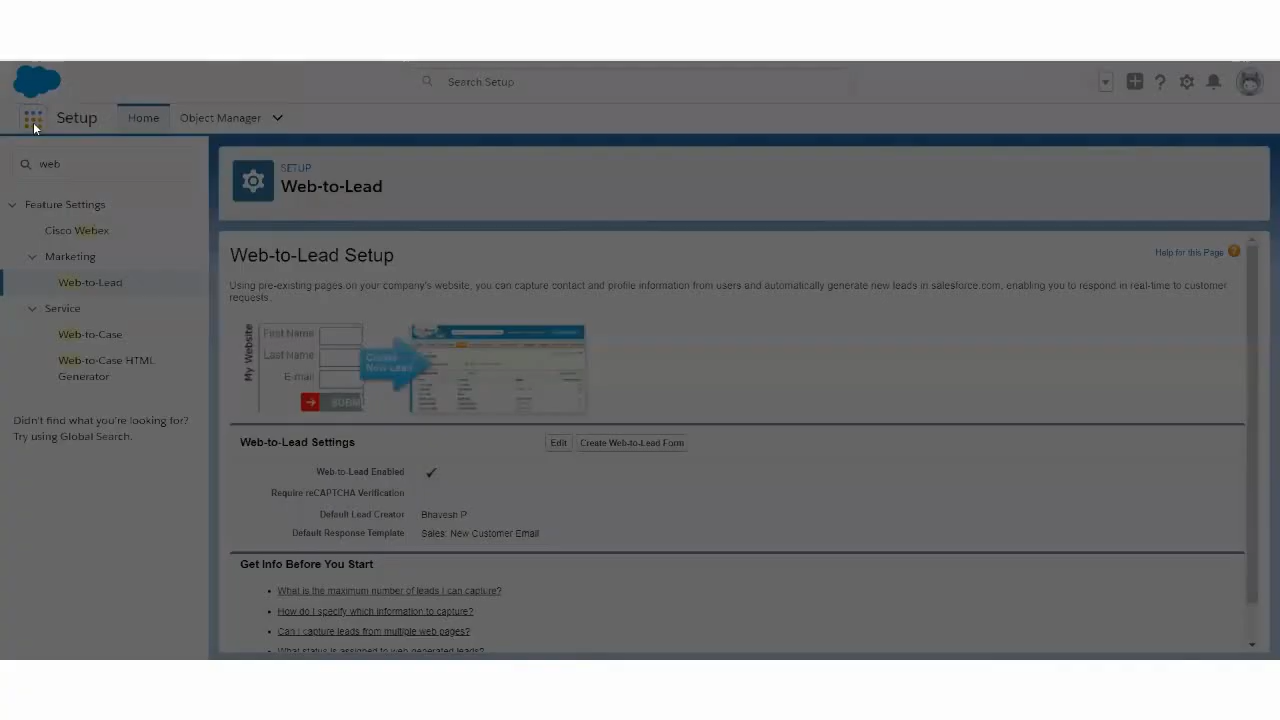 Search Setup
Setup
Home
Object Manager
web
Feature Settings
Cisco Webex
Marketing
Web-to-Lead
Service
Web-to-Case
Web-to-Case HTML
Generator
Didn't find what you're looking for?
Try using Global Search.
SETUP
Web-to-Lead
Web-to-Lead Setup
Help for this Page
Using pre-existing pages on your company's website, you can capture contact and profile information from users and automatically generate new leads in salesforce.com, enabling you to respond in real-time to customer
requests.
My Website
First Name
Last Name
E-mail
SUBM
Create
New Lead
Web-to-Lead Settings
Edit
Create Web-to-Lead Form
Web-to-Lead Enabled
Require reCAPTCHA Verification
Default Lead Creator
Bhavesh P
Default Response Template
Sales: New Customer Email
Get Info Before You Start
What is the maximum number of leads I can capture?
How do I specify which information to capture?
Can I capture leads from multiple web pages?
What status is assigned to web generated leads?